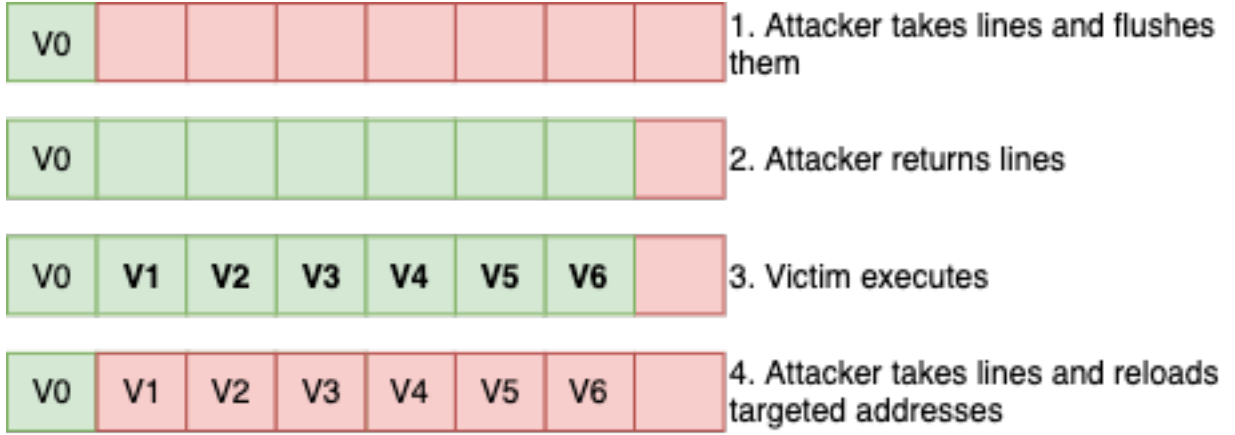 V0 1. Attacker takes lines and flushes
them
V0 2. Attacker returns lines
V0 V1 V2 V3 V4 V5 V6 3. Victim executes
V0 V1 V2 V3 V4 V5 V6 4. Attacker takes lines and reloads
targeted addresses